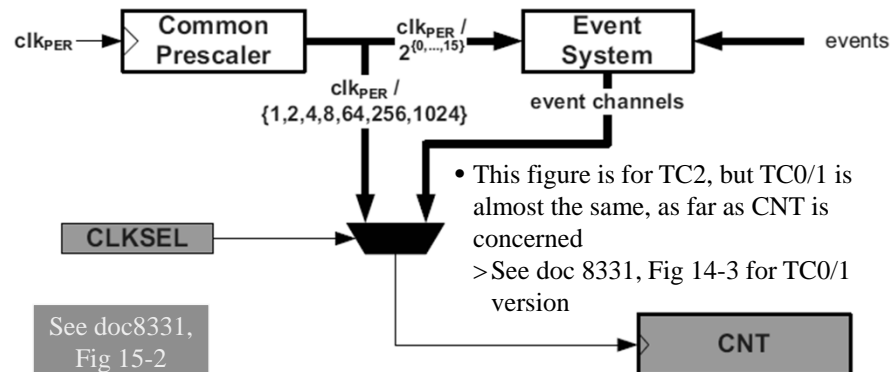 clkPER
Common
Prescaler
clkPER /
2{0,...,15}
Event
System
events
clkPER /
{1,2,4,8,64,256,1024}
event channels
• This figure is for TC2, but TC0/1 is
almost the same, as far as CNT is
concerned
> See doc 8331, Fig 14-3 for TC0/1
version
CLKSEL
See doc8331,
Fig 15-2
CNT